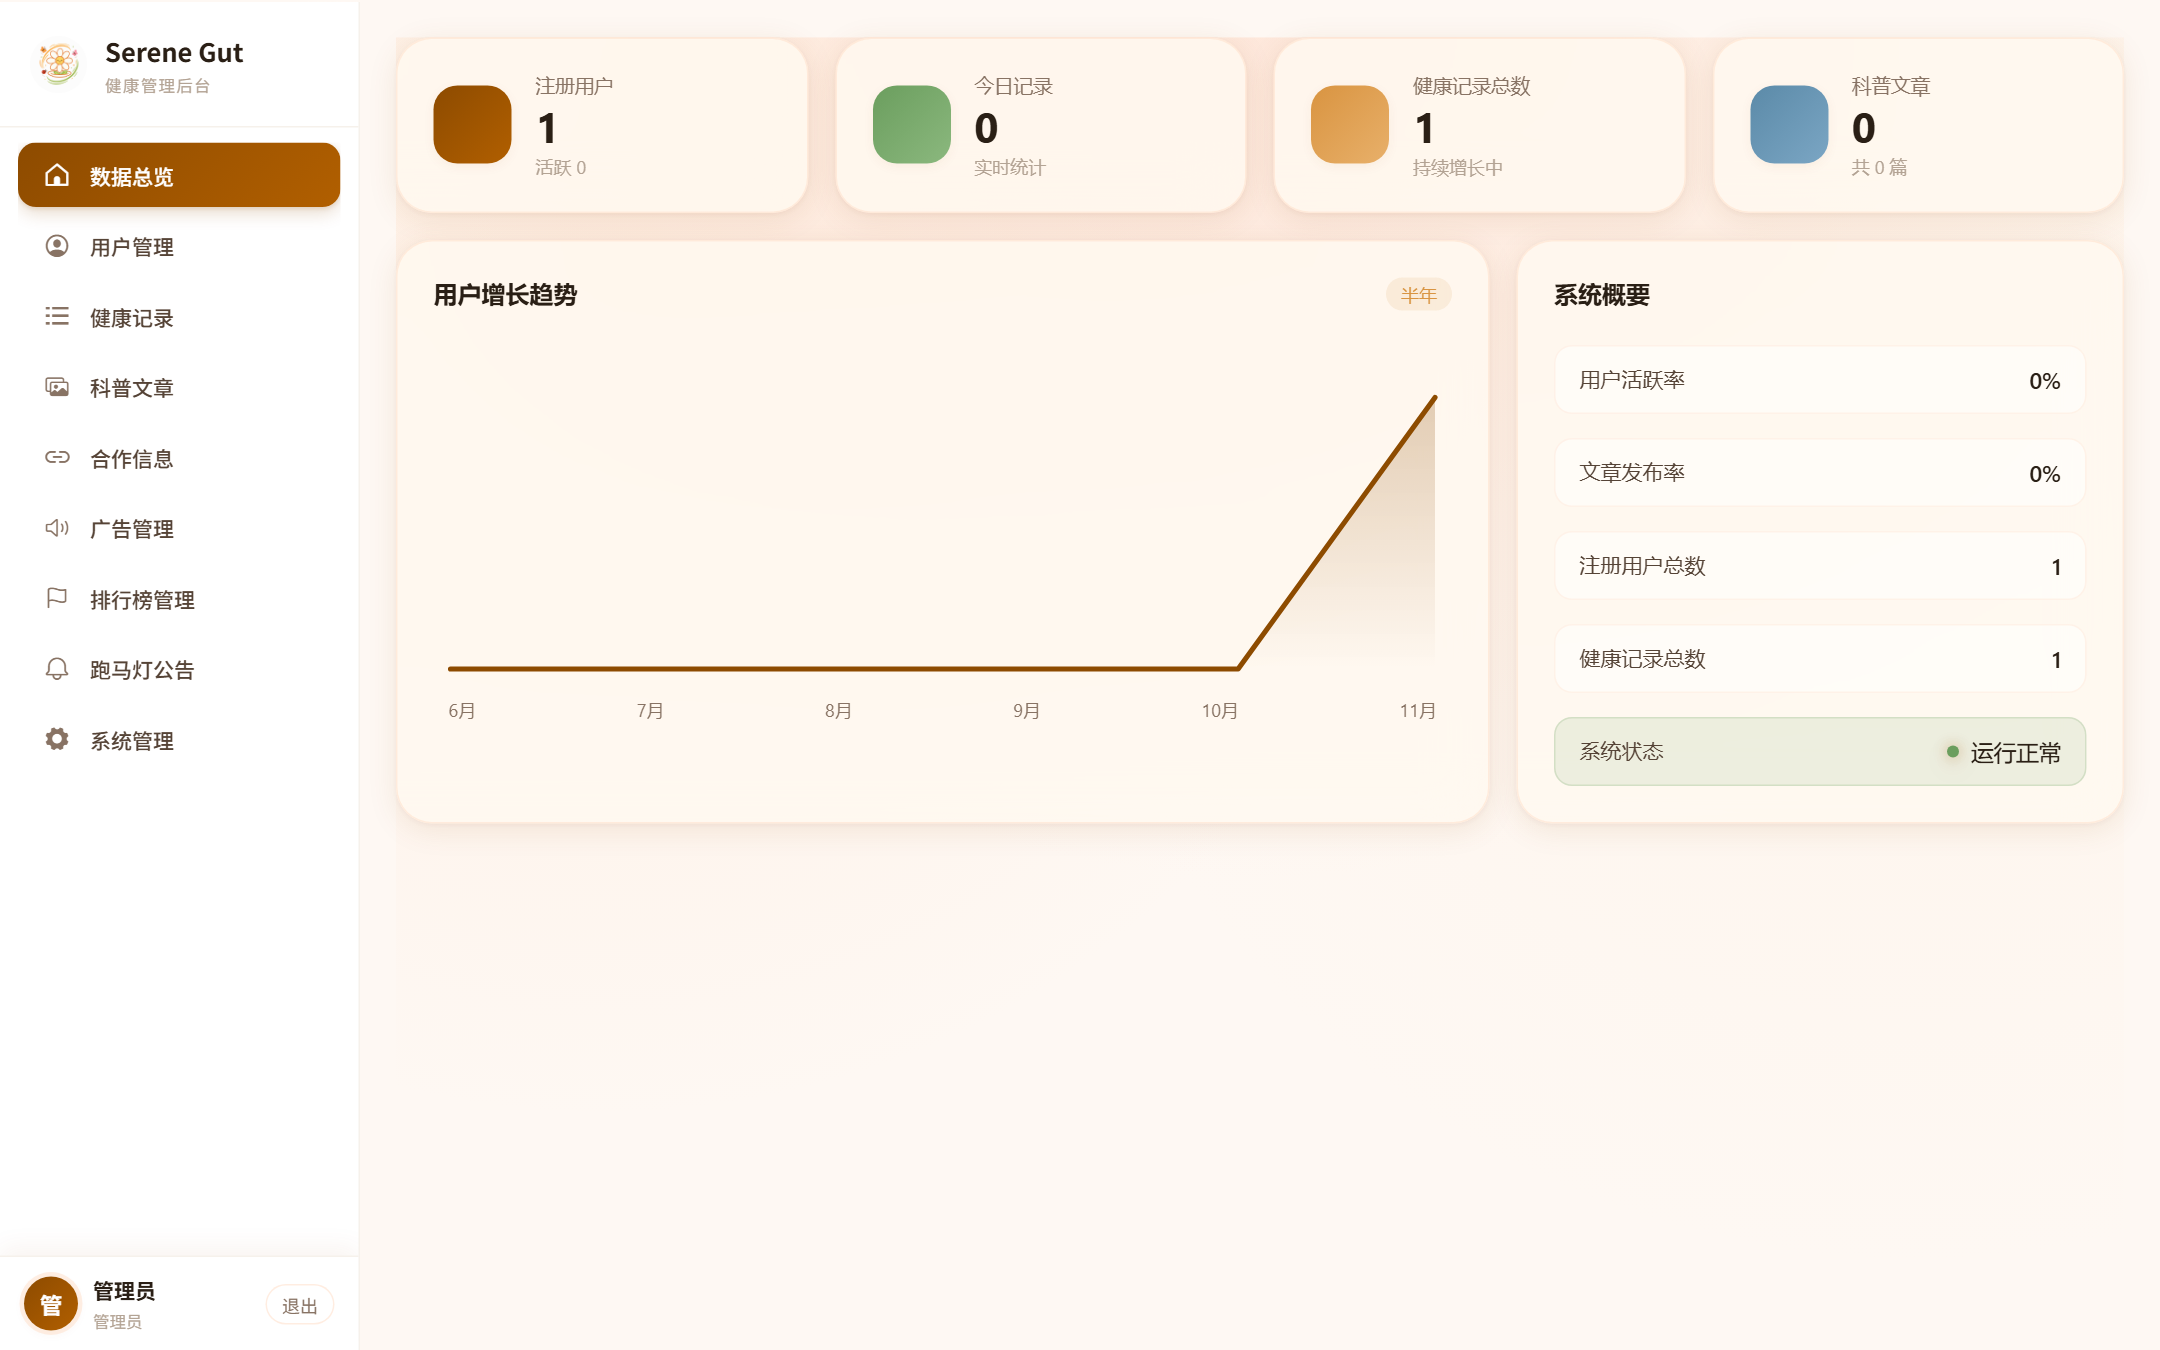 Serene Gut
健康管理后台
数据总览
用户管理
健康记录
科普文章
合作信息
广告管理
排行榜管理
跑马灯公告
系统管理
管
管理员
管理员
退出
注册用户
1
活跃 0
今日记录
0
实时统计
健康记录总数
1
持续增长中
科普文章
0
共 0 篇
用户增长趋势
半年
6月
7月
8月
9月
10月
11月
系统概要
用户活跃率
0%
文章发布率
0%
注册用户总数
1
健康记录总数
1
系统状态
运行正常